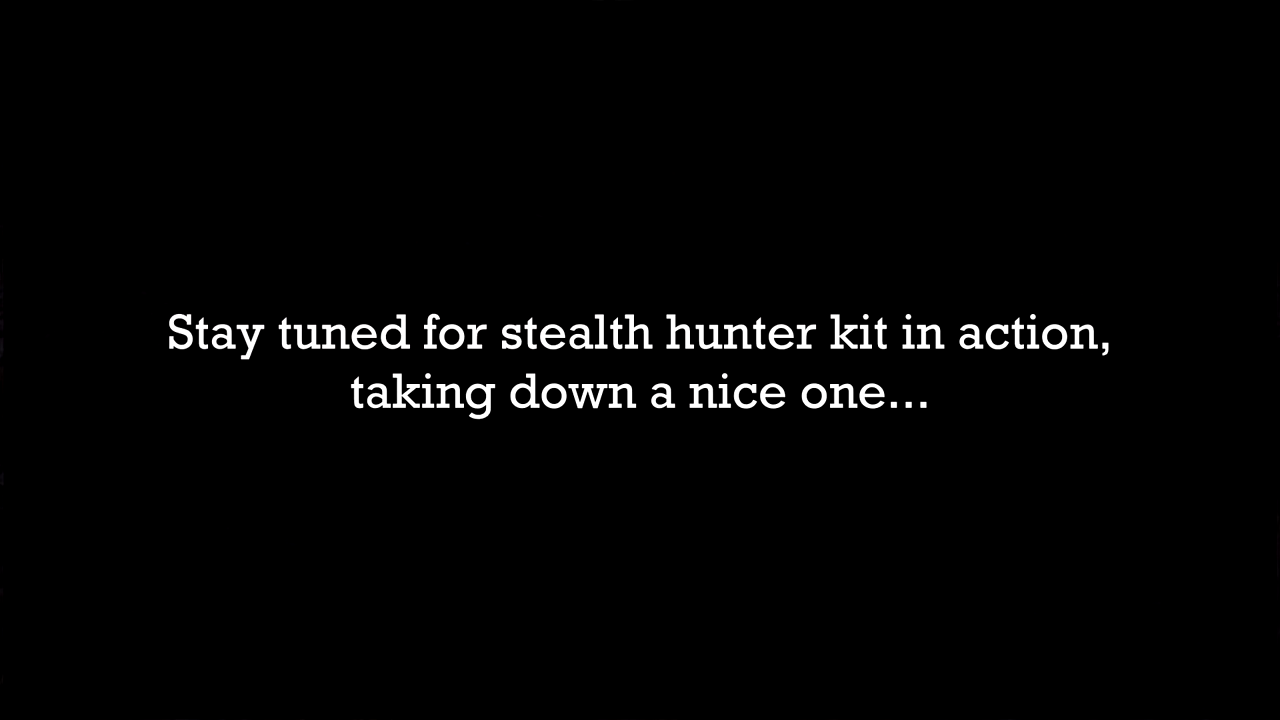 Stay tuned for stealth hunter kit in action,
taking down a nice one...